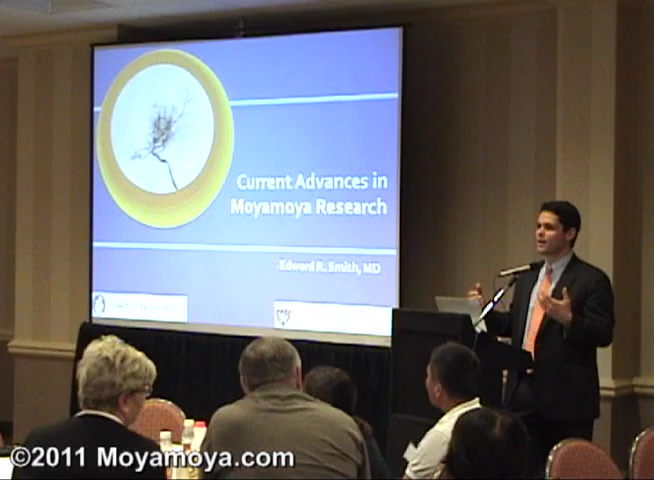 Current Advances in
Moyamoya Research
Edward R. Smith, MD
©2011 Moyamoya.com